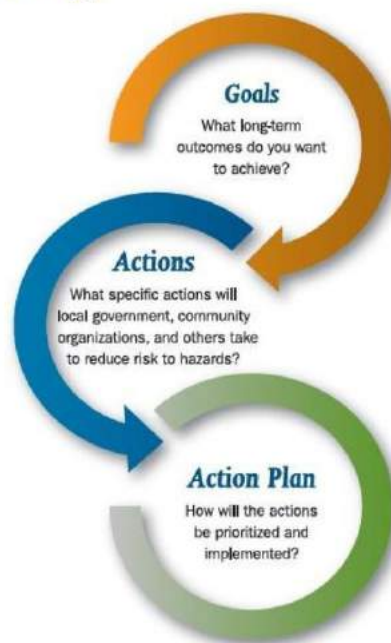 Goals
What long-term
outcomes do you want
to achieve?
Actions
What specific actions will
local government, community
organizations, and others take
to reduce risk to hazards?
Action Plan
How will the actions
be prioritized and
implemented?